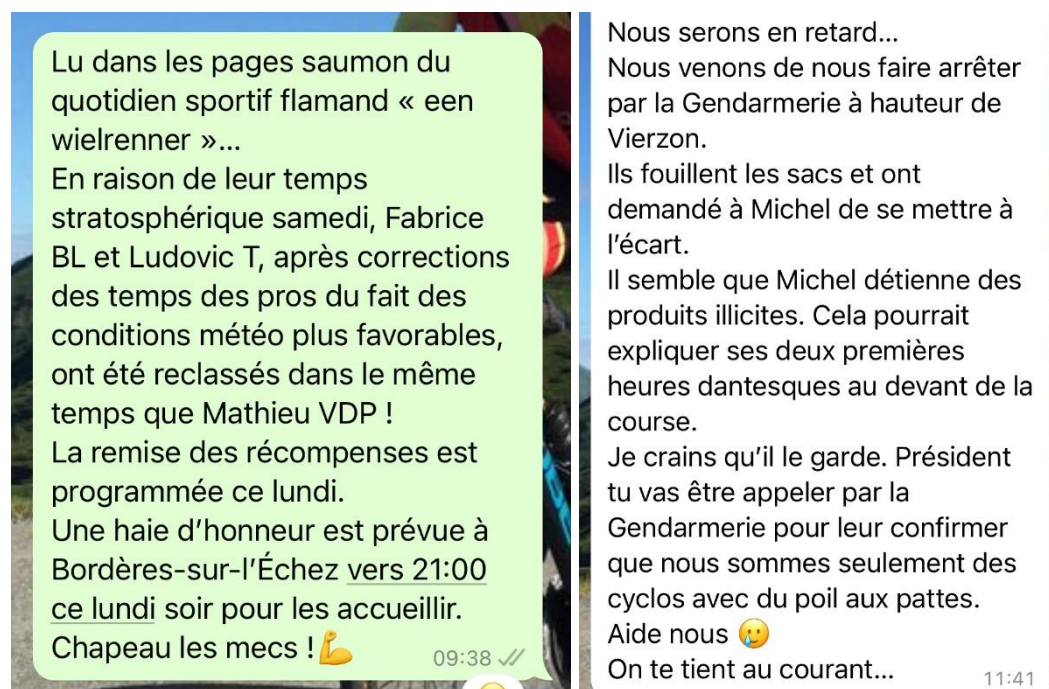 Lu dans les pages saumon du
quotidien sportif flamand « een
wielrenner »...
En raison de leur temps
stratosphérique samedi, Fabrice
BL et Ludovic T, après corrections
des temps des pros du fait des
conditions météo plus favorables,
ont été reclassés dans le même
temps que Mathieu VDP !
La remise des récompenses est
programmée ce lundi.
Une haie d’honneur est prévue à
Bordères-sur-l’Échez vers 21:00
ce lundi soir pour les accueillir.
Chapeau les mecs !💪
09:38
Nous serons en retard...
Nous venons de nous faire arrêter
par la Gendarmerie à hauteur de
Vierzon.
Ils fouillent les sacs et ont
demandé à Michel de se mettre à
l’écart.
Il semble que Michel détienne des
produits illicites. Cela pourrait
expliquer ses deux premières
heures dantesques au devant de la
course.
Je crains qu’il le garde. Président
tu vas être appeler par la
Gendarmerie pour leur confirmer
que nous sommes seulement des
cyclos avec du poil aux pattes.
Aide nous 🥲
On te tient au courant...
11:41